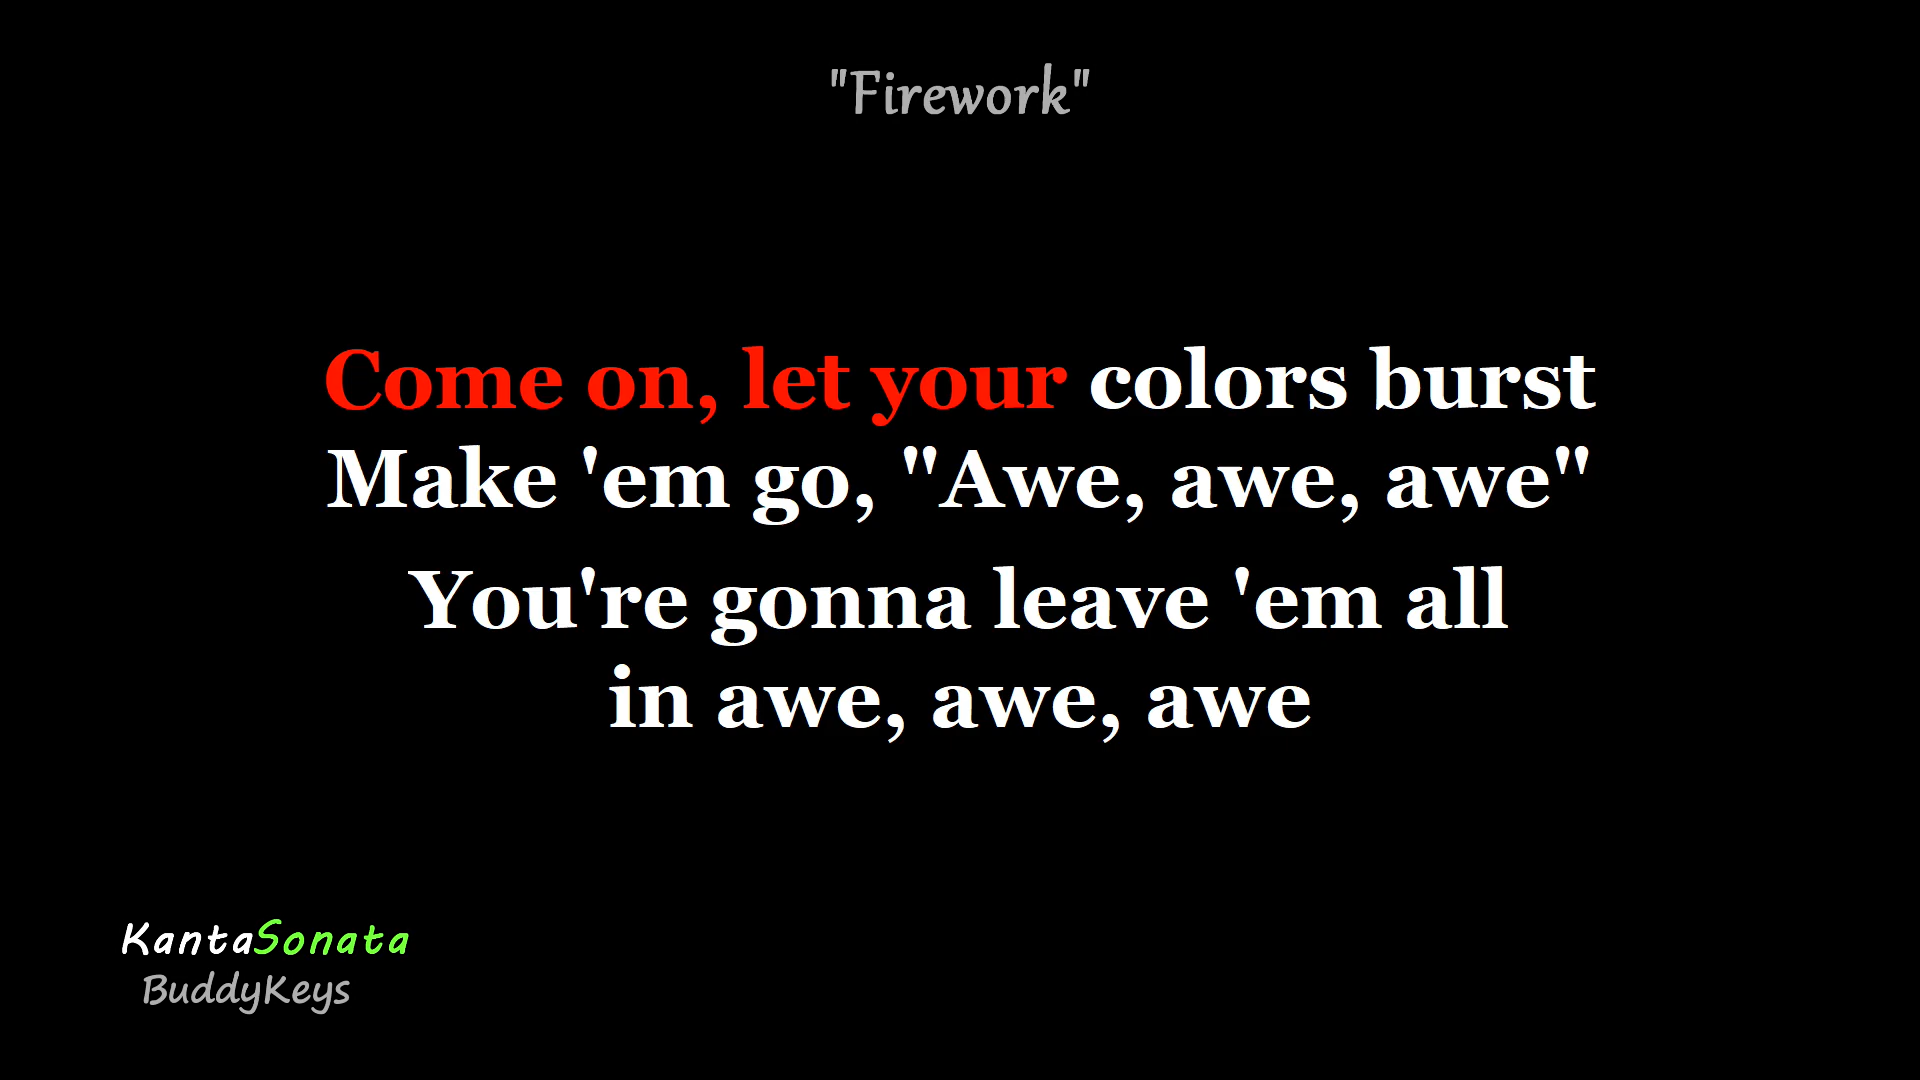 "Firework"
Come on, let your colors burst
Make 'em go, "Awe, awe, awe"
You're gonna leave 'em all
in awe, awe, awe
KantaSonata
BuddyKeys